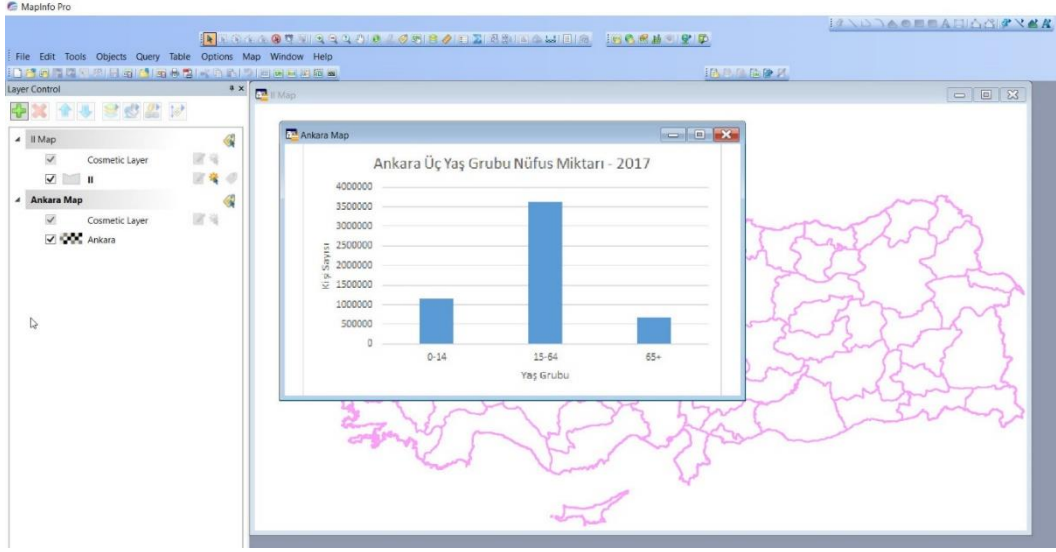 MapInfo Pro
File Edit Tools Objects Query Table Options Map Window Help
Layer Control
Il Map
Cosmetic Layer
Il
Ankara Map
Cosmetic Layer
Ankara
Il Map
Ankara Map
Ankara Üç Yaş Grubu Nüfus Miktarı - 2017
4000000
3500000
3000000
2500000
2000000
1500000
1000000
500000
0
Kişi Sayısı
0-14 15-64 65+
Yaş Grubu